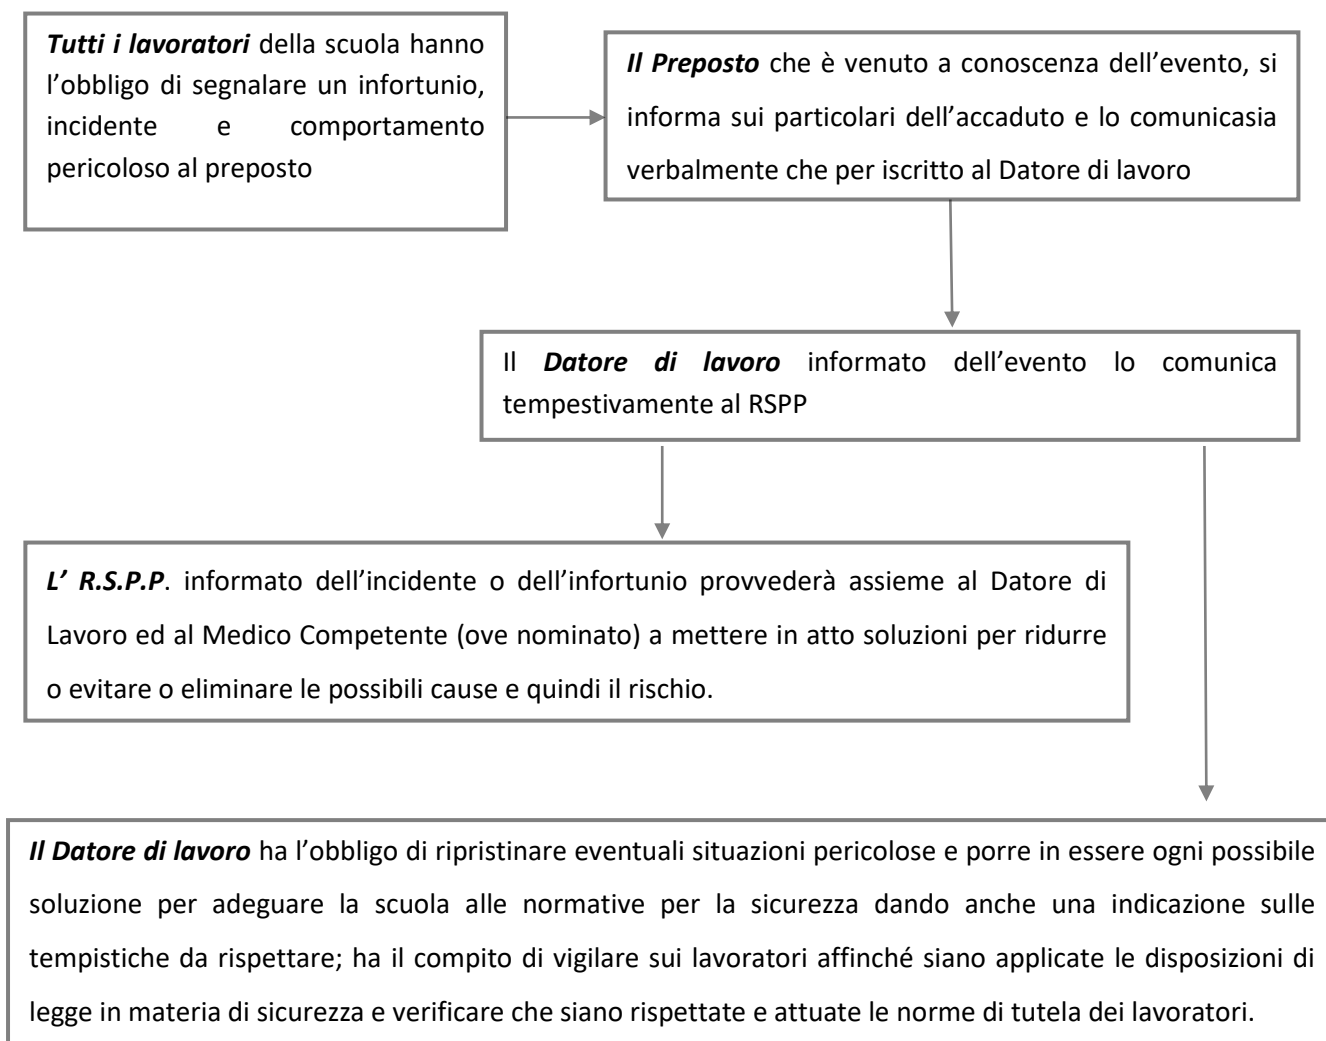 Tutti i lavoratori della scuola hanno
l’obbligo di segnalare un infortunio,
incidente e comportamento
pericoloso al preposto
Il Preposto che è venuto a conoscenza dell’evento, si
informa sui particolari dell’accaduto e lo comunicasia
verbalmente che per iscritto al Datore di lavoro
Il Datore di lavoro informato dell’evento lo comunica
tempestivamente al RSPP
L’ R.S.P.P. informato dell’incidente o dell’infortunio provvederà assieme al Datore di
Lavoro ed al Medico Competente (ove nominato) a mettere in atto soluzioni per ridurre
o evitare o eliminare le possibili cause e quindi il rischio.
Il Datore di lavoro ha l’obbligo di ripristinare eventuali situazioni pericolose e porre in essere ogni possibile
soluzione per adeguare la scuola alle normative per la sicurezza dando anche una indicazione sulle
tempistiche da rispettare; ha il compito di vigilare sui lavoratori affinché siano applicate le disposizioni di
legge in materia di sicurezza e verificare che siano rispettate e attuate le norme di tutela dei lavoratori.